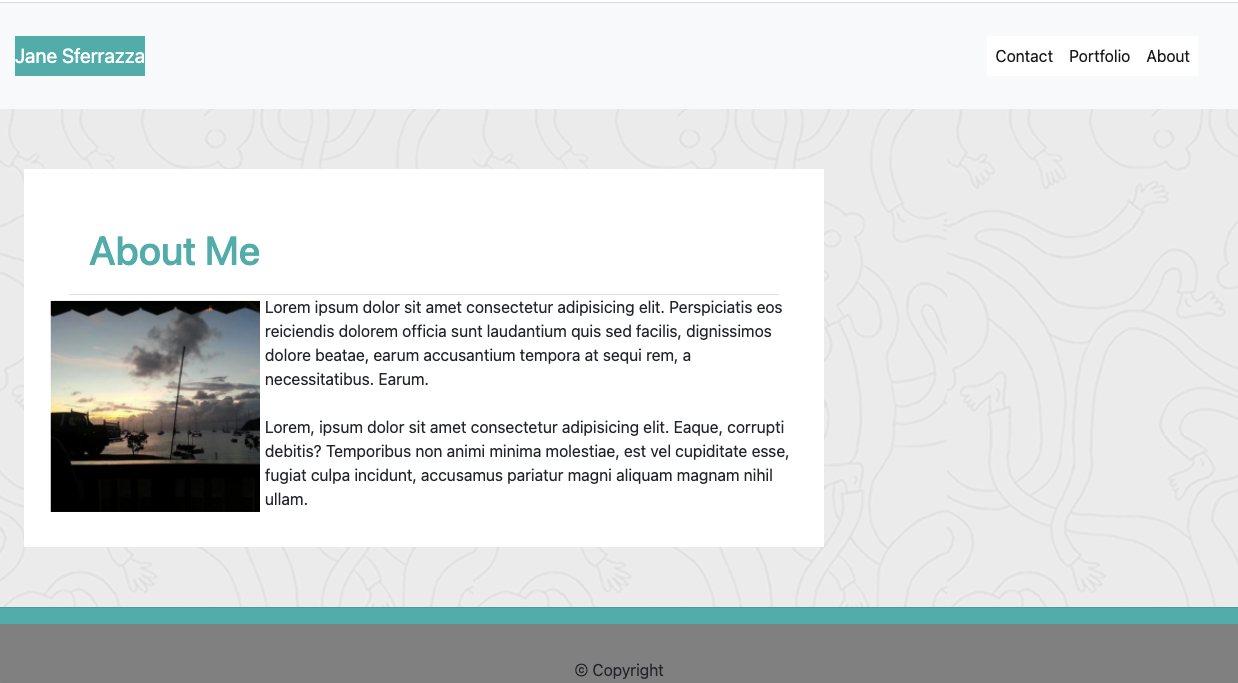 Jane Sferrazza
Contact Portfolio About
About Me
Lorem ipsum dolor sit amet consectetur adipisicing elit. Perspiciatis eos
reiciendis dolorem officia sunt laudantium quis sed facilis, dignissimos
dolore beatae, earum accusantium tempora at sequi rem, a
necessitatibus. Earum.
Lorem, ipsum dolor sit amet consectetur adipisicing elit. Eaque, corrupti
debitis? Temporibus non animi minima molestiae, est vel cupiditate esse,
fugiat culpa incidunt, accusamus pariatur magni aliquam magnam nihil
ullam.
© Copyright